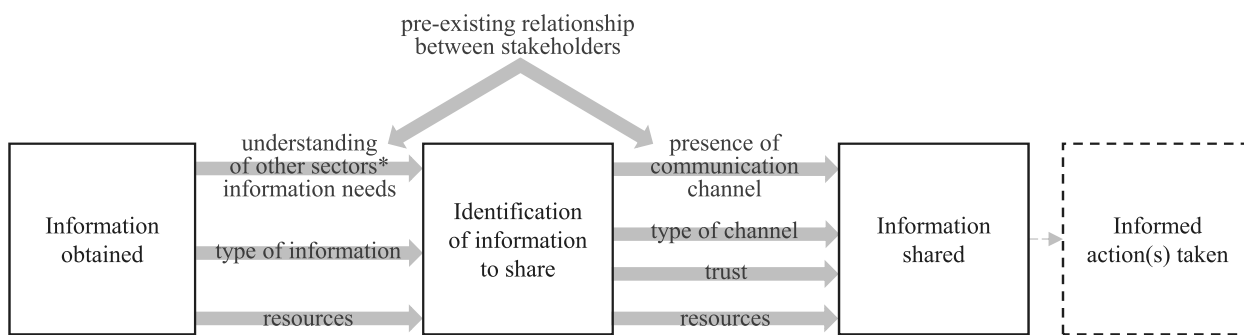 pre-existing relationship
between stakeholders
understanding
of other sectors*
information needs
presence of
communication
channel
Information
obtained
type of information
resources
Identification
of information
to share
type of channel
trust
resources
Information
shared
Informed
action(s) taken